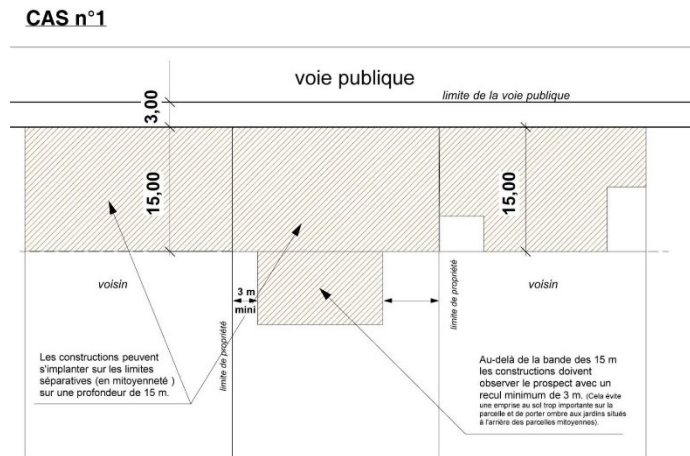 CAS n°1
voie publique
limite de la voie publique
3,00
15,00
15,00
voisin
3 m
mini
limite de propriété
limite de propriété
voisin
Les constructions peuvent
s'implanter sur les limites
séparatives (en mitoyenneté )
sur une profondeur de 15 m.
Au-delà de la bande des 15 m
les constructions doivent
observer le prospect avec un
recul minimum de 3 m. (Cela évite
une emprise au sol trop importante sur la
parcelle et de porter ombre aux jardins situés
à l'arrière des parcelles mitoyennes).